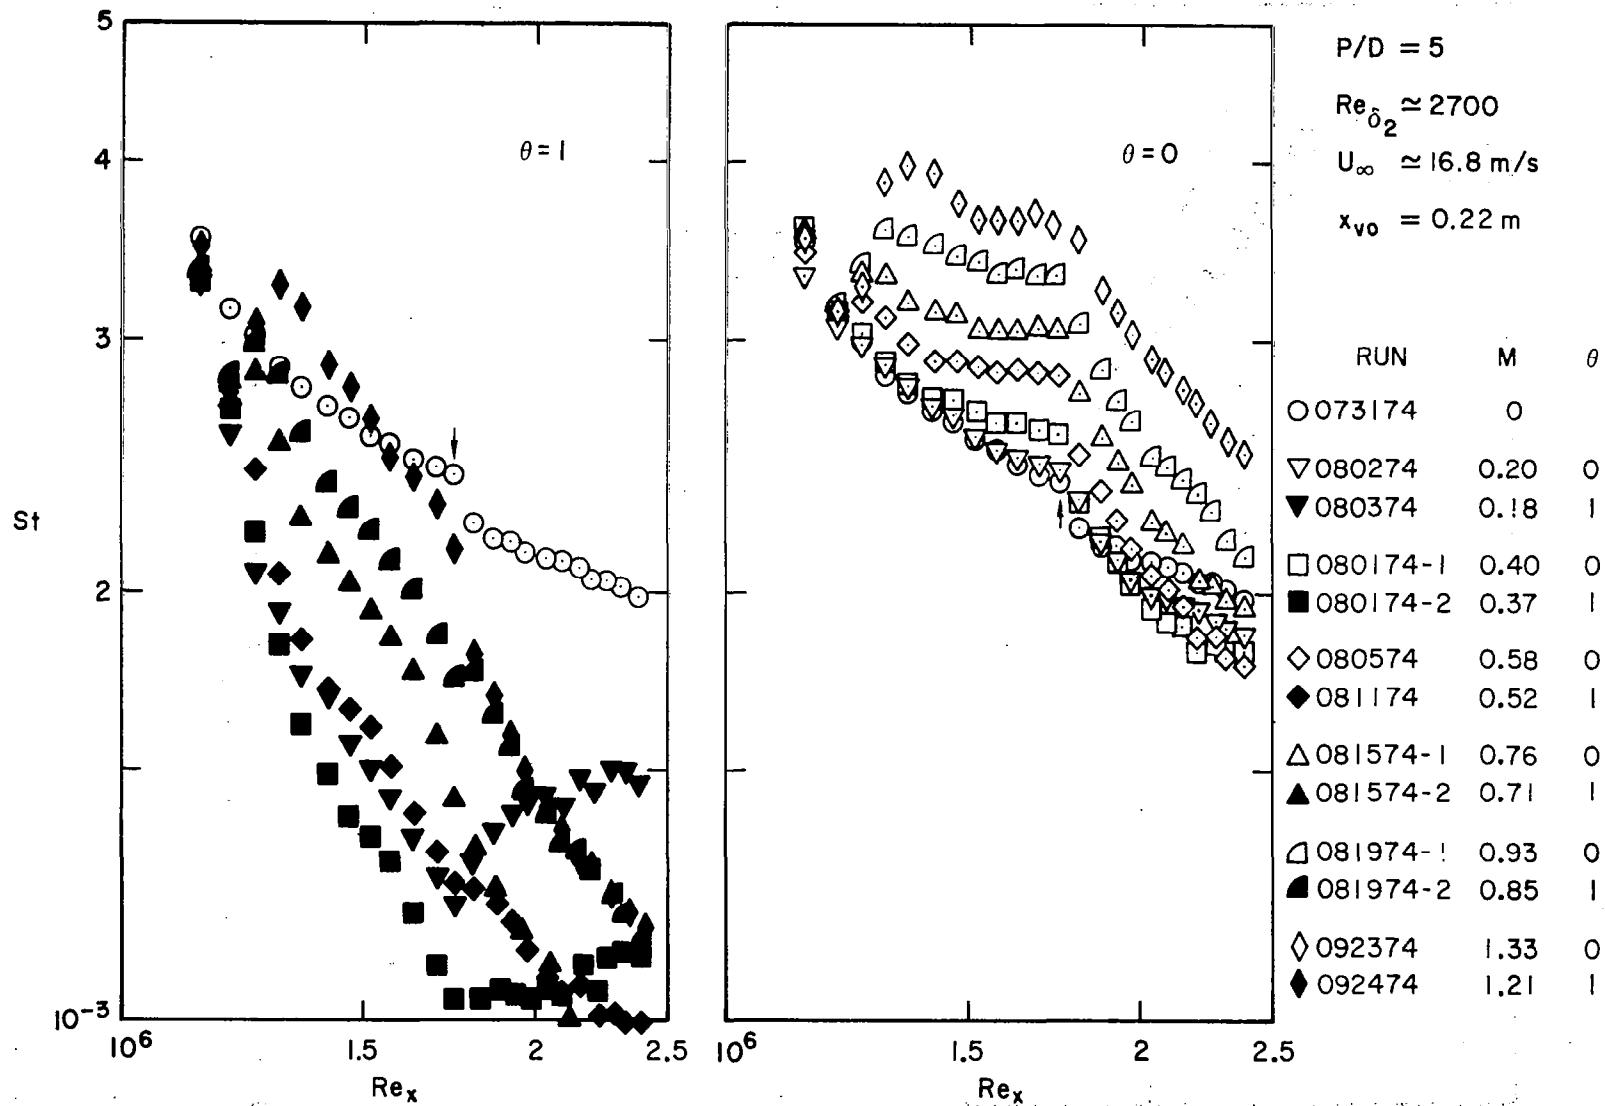 5
4
3
2
10⁻³
St
θ = 1
10⁶
1.5
2
2.5
Reₓ
θ = 0
10⁶
1.5
2
2.5
Reₓ
P/D = 5
Re_δ₂ ≃ 2700
U∞ ≃ 16.8 m/s
x_vo = 0.22 m
RUN M θ
073174 0
080274 0.20 0
080374 0.18 1
080174-1 0.40 0
080174-2 0.37 1
080574 0.58 0
081174 0.52 1
081574-1 0.76 0
081574-2 0.71 1
081974-1 0.93 0
081974-2 0.85 1
092374 1.33 0
092474 1.21 1